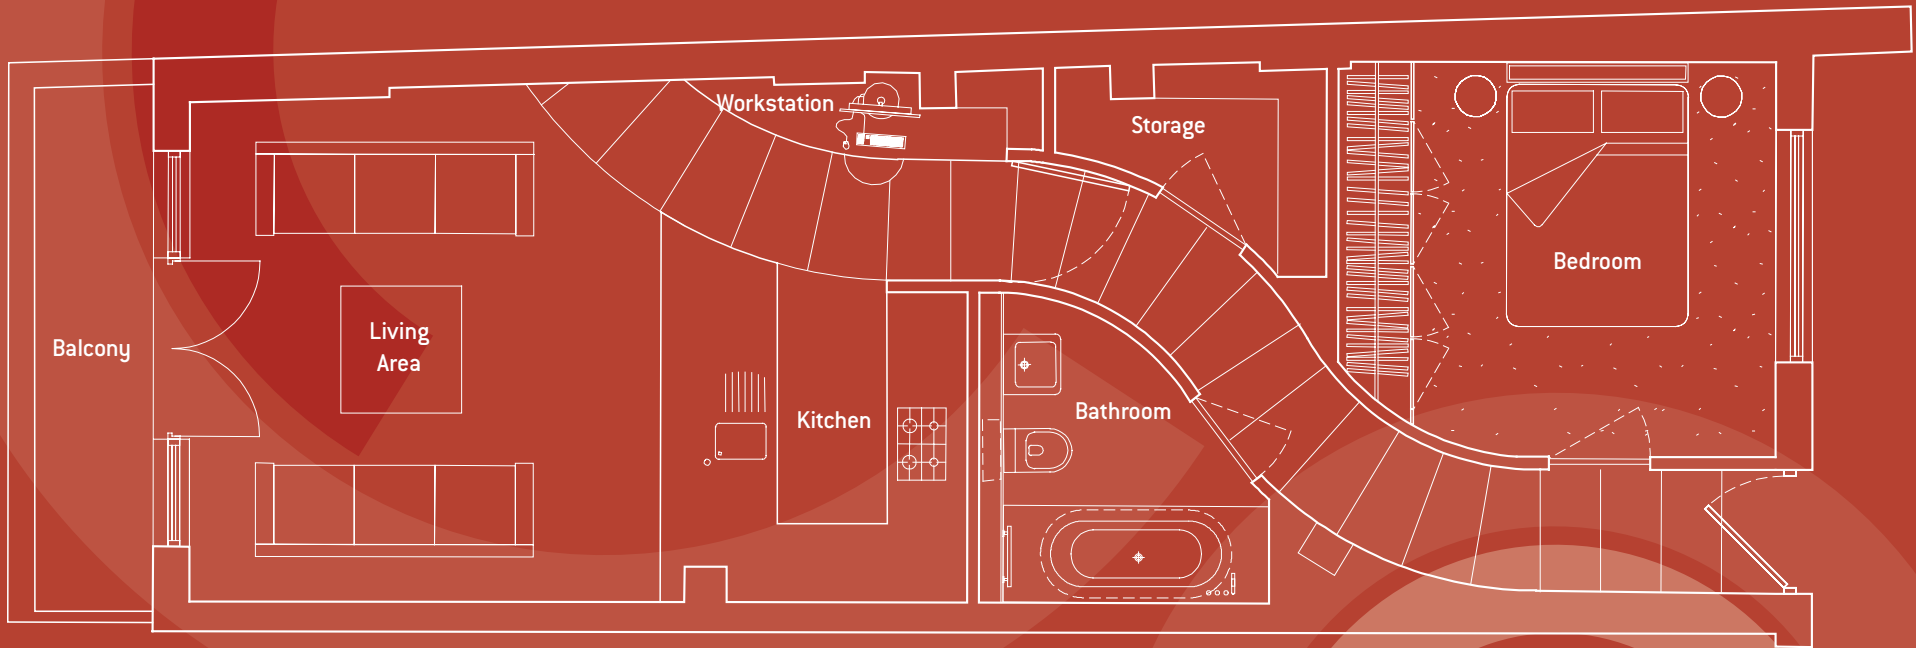 Workstation
Storage
Bedroom
Balcony
Living
Area
Kitchen
Bathroom